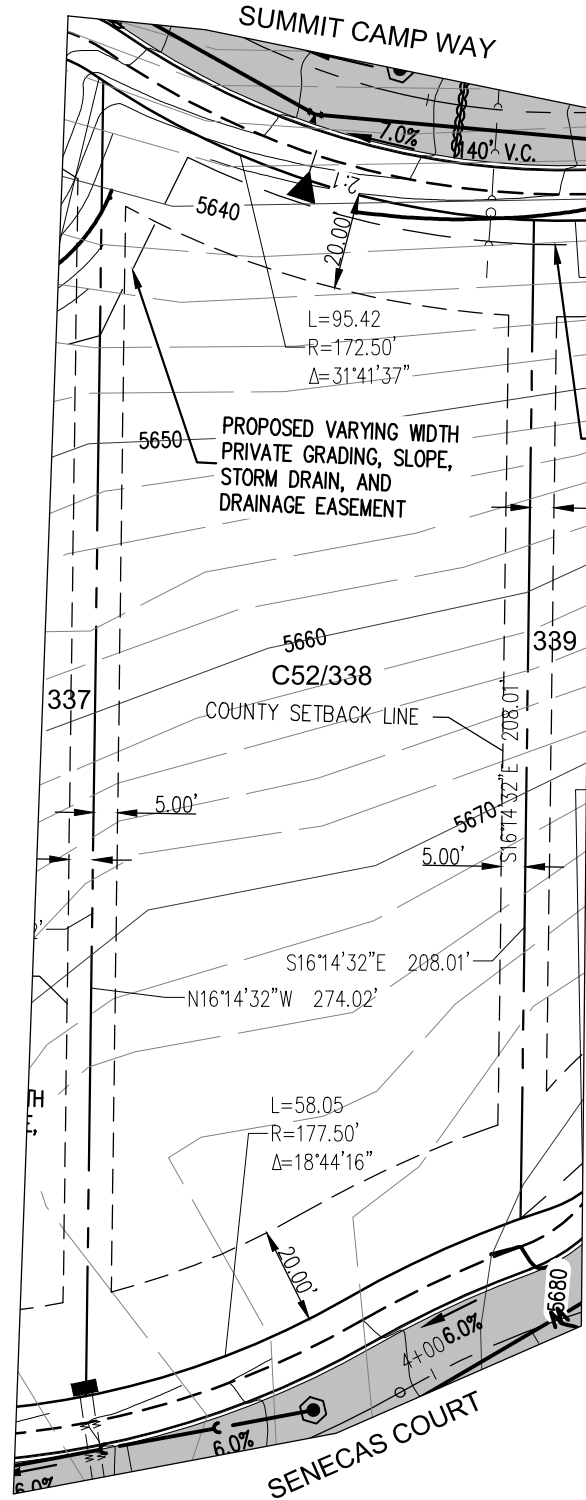 SUMMIT CAMP WAY
7.0%
140' V.C.
2:1
5640
20.00'
L=95.42
R=172.50'
Δ=31°41'37"
5650
PROPOSED VARYING WIDTH
PRIVATE GRADING, SLOPE,
STORM DRAIN, AND
DRAINAGE EASEMENT
5660
339
C52/338
337
COUNTY SETBACK LINE
S16°14'32"E 208.01'
5.00'
5670
5.00'
S16°14'32"E 208.01'
N16°14'32"W 274.02'
L=58.05
R=177.50'
Δ=18°44'16"
20.00'
5680
4+00
6.0%
6.0%
6.0%
SENECAS COURT